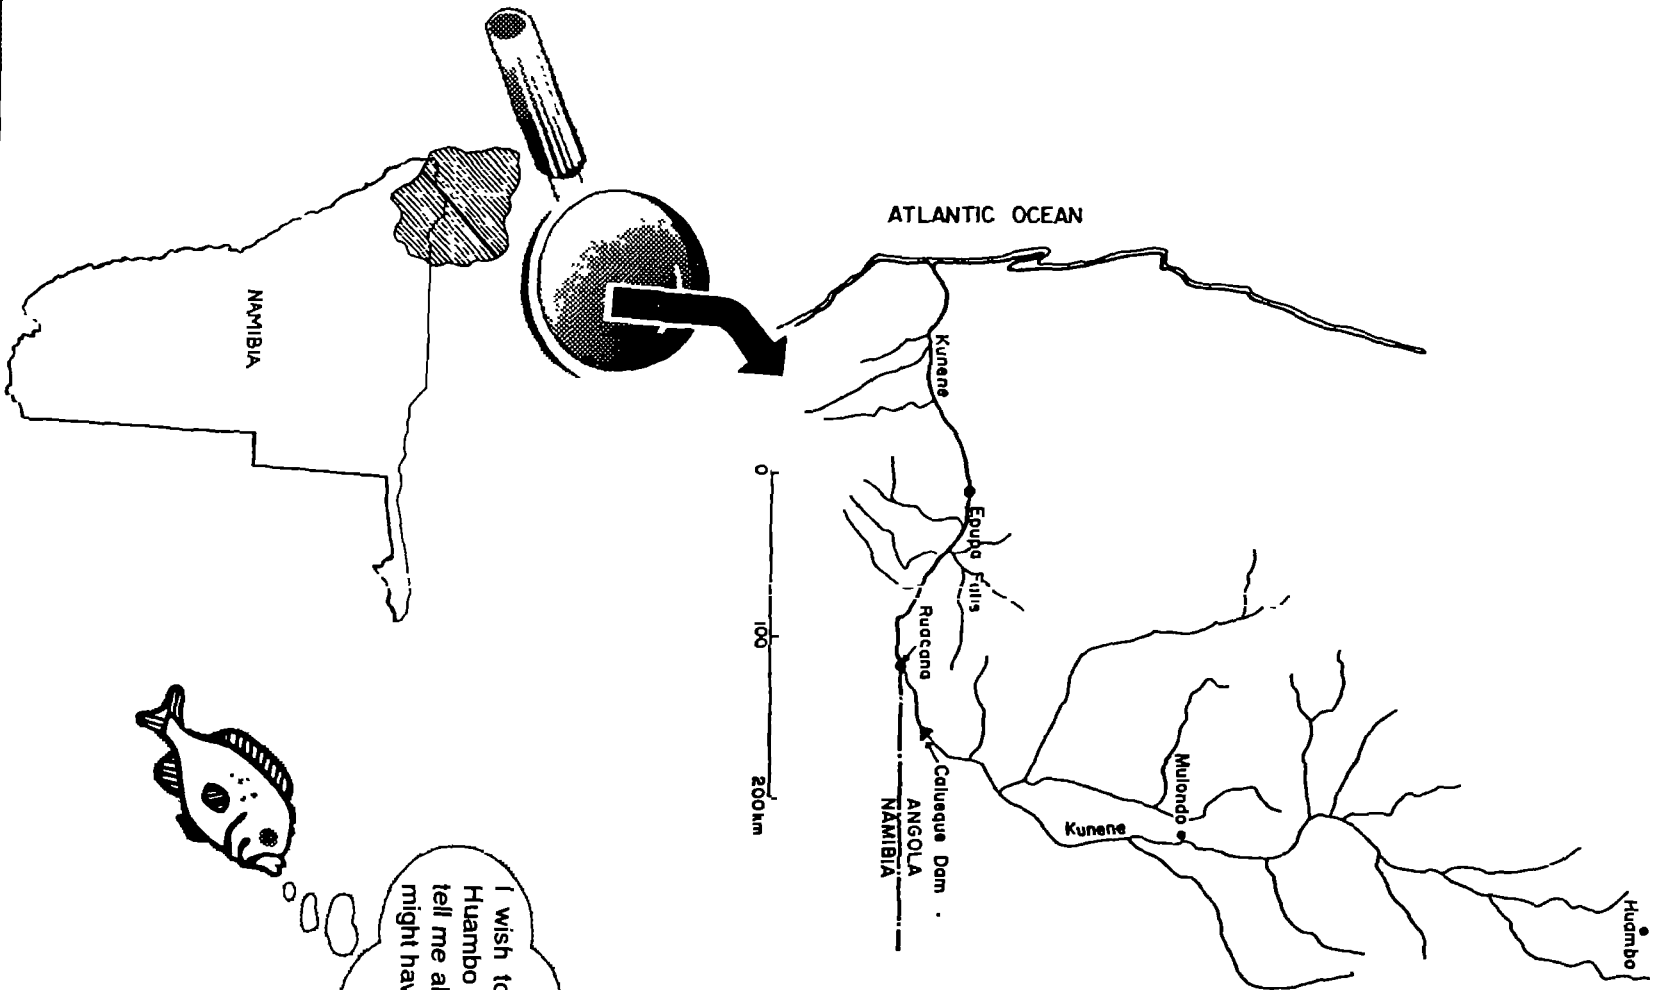 ATLANTIC OCEAN
NAMIBIA
Kunene
Epupa Falls
Ruacana
Calueque Dam
ANGOLA
NAMIBIA
Kunene
Mulondo
Huambo
0
100
200km
I wish to
Huambo
tell me al
might hav